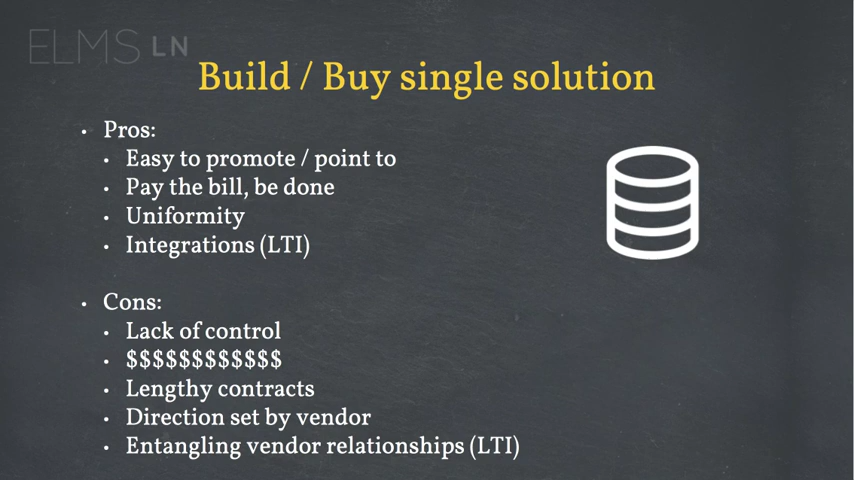 ELMS LN
Build / Buy single solution
• Pros:
• Easy to promote / point to
• Pay the bill, be done
• Uniformity
• Integrations (LTI)
• Cons:
• Lack of control
• $$$$$$$$$$$$
• Lengthy contracts
• Direction set by vendor
• Entangling vendor relationships (LTI)